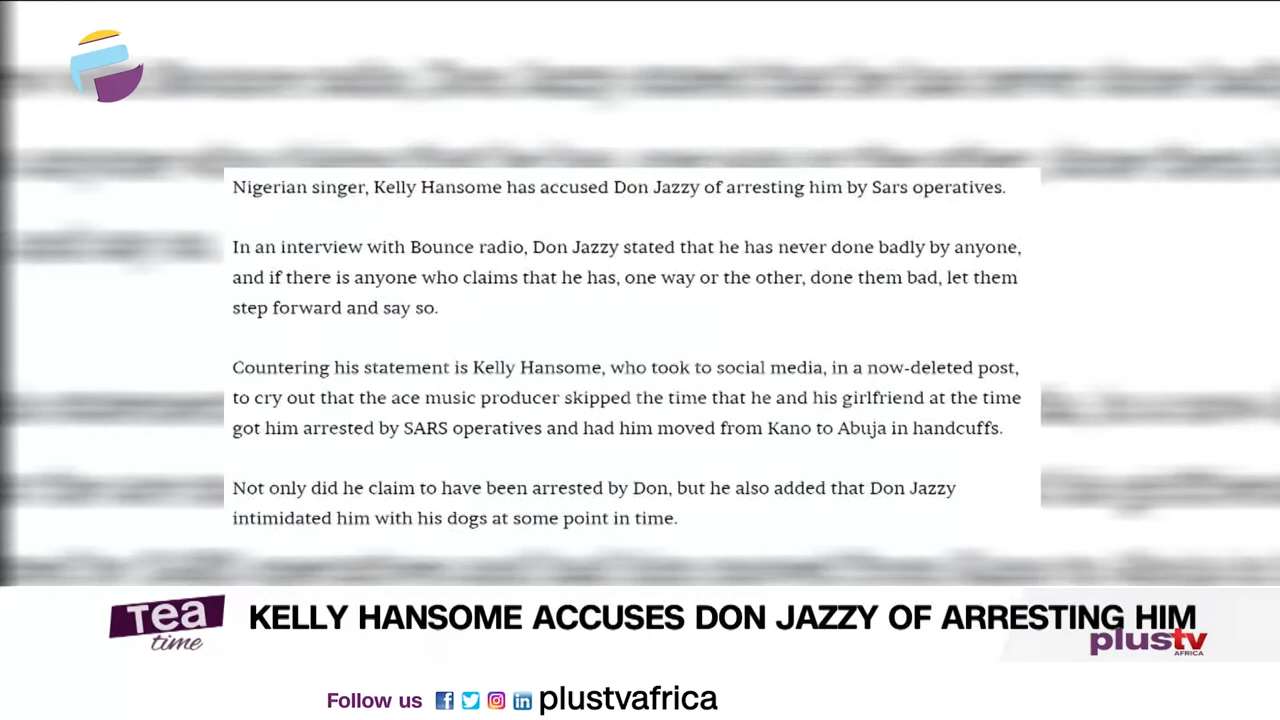 Nigerian singer, Kelly Hansome has accused Don Jazzy of arresting him by Sars operatives.
In an interview with Bounce radio, Don Jazzy stated that he has never done badly by anyone,
and if there is anyone who claims that he has, one way or the other, done them bad, let them
step forward and say so.
Countering his statement is Kelly Hansome, who took to social media, in a now-deleted post,
to cry out that the ace music producer skipped the time that he and his girlfriend at the time
got him arrested by SARS operatives and had him moved from Kano to Abuja in handcuffs.
Not only did he claim to have been arrested by Don, but he also added that Don Jazzy
intimidated him with his dogs at some point in time.
Tea
time
KELLY HANSOME ACCUSES DON JAZZY OF ARRESTING HIM
plustv
AFRICA
Follow us plustvafrica